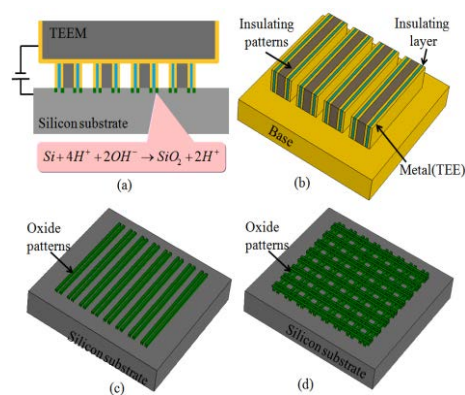 TEEM
Silicon substrate
Si + 4H⁺ + 2OH⁻ → SiO₂ + 2H⁺
(a)
Insulating
patterns
Insulating
layer
Base
Metal(TEE)
(b)
Oxide
patterns
Silicon substrate
(c)
Oxide
patterns
Silicon substrate
(d)